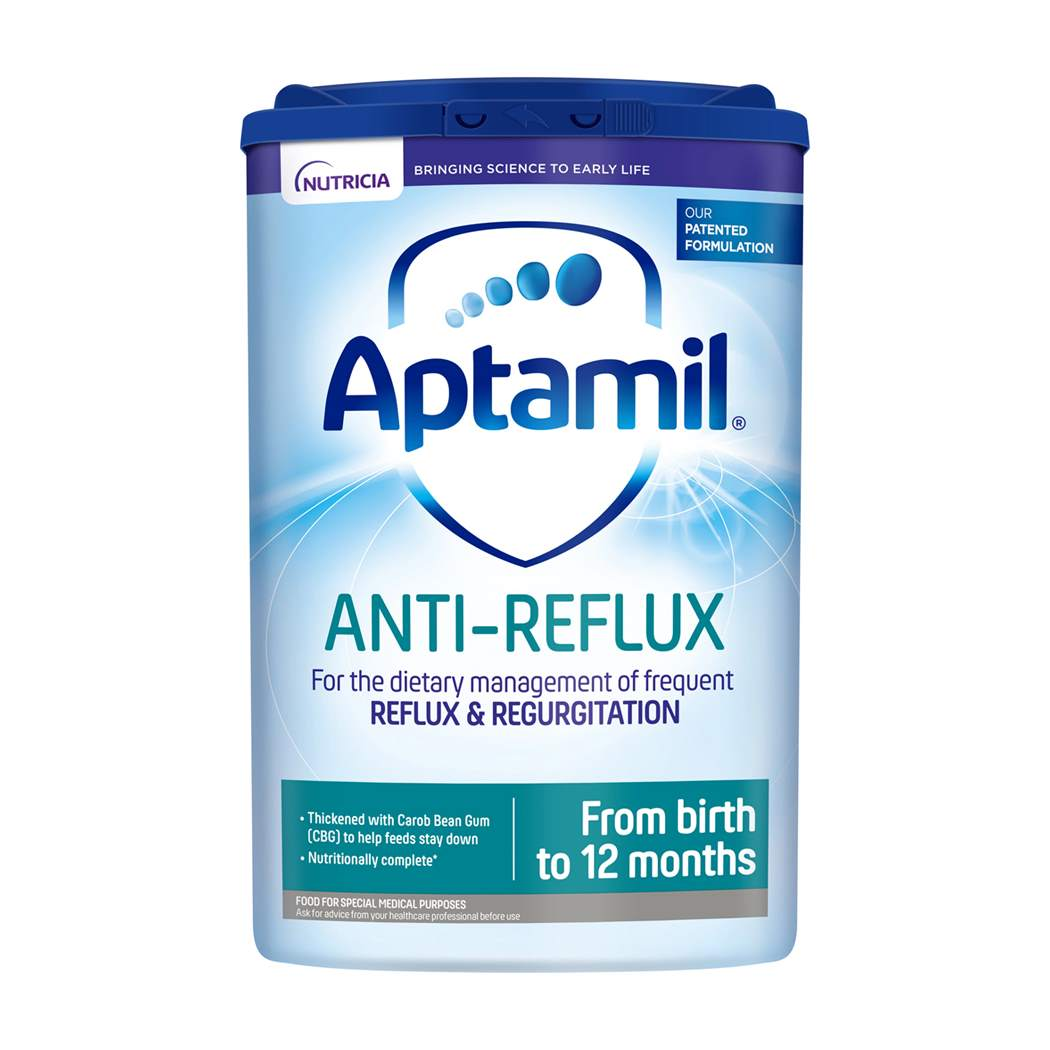 NUTRICIA
BRINGING SCIENCE TO EARLY LIFE
OUR
PATENTED
FORMULATION
Aptamil®
ANTI-REFLUX
For the dietary management of frequent
REFLUX & REGURGITATION
• Thickened with Carob Bean Gum
(CBG) to help feeds stay down
• Nutritionally complete*
From birth
to 12 months
FOOD FOR SPECIAL MEDICAL PURPOSES
Ask for advice from your healthcare professional before use